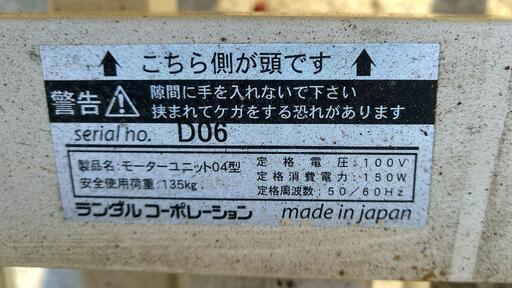 こちら側が頭です
警告 隙間に手を入れないで下さい
挟まれてケガをする恐れがあります
serial no. D06
製品名:モーターユニット04型
安全使用荷重:135kg
定格電圧:100V
定格消費電力:150W
定格周波数:50/60Hz
ランダルコーポレーション made in japan